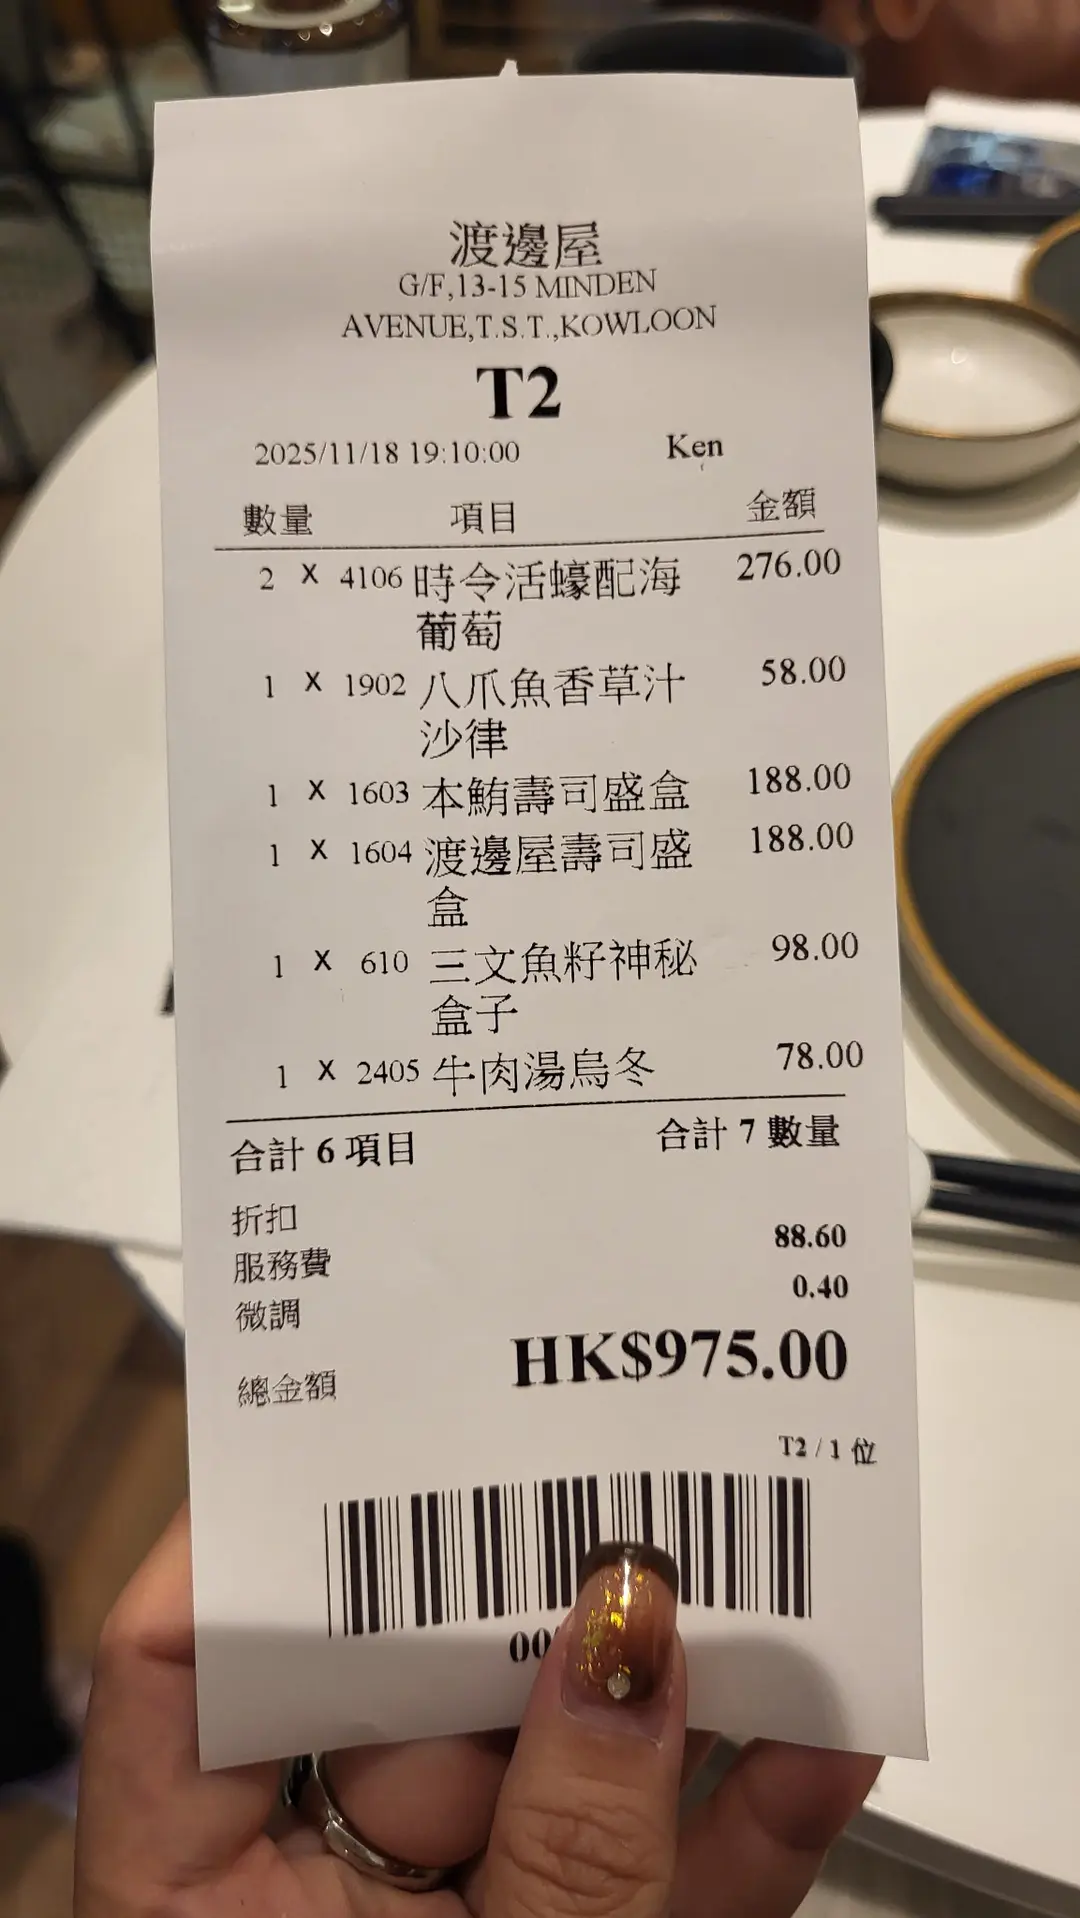 渡邊屋
G/F,13-15 MINDEN
AVENUE,T.S.T.,KOWLOON
T2
2025/11/18 19:10:00 Ken
數量 項目 金額
2 X 4106 時令活蠔配海 276.00
葡萄
1 X 1902 八爪魚香草汁 58.00
沙律
1 X 1603 本鮪壽司盛盒 188.00
1 X 1604 渡邊屋壽司盛 188.00
盒
1 X 610 三文魚籽神秘 98.00
盒子
1 X 2405 牛肉湯烏冬 78.00
合計 6 項目 合計 7 數量
折扣
服務費 88.60
微調 0.40
總金額 HK$975.00
T2 / 1 位
00